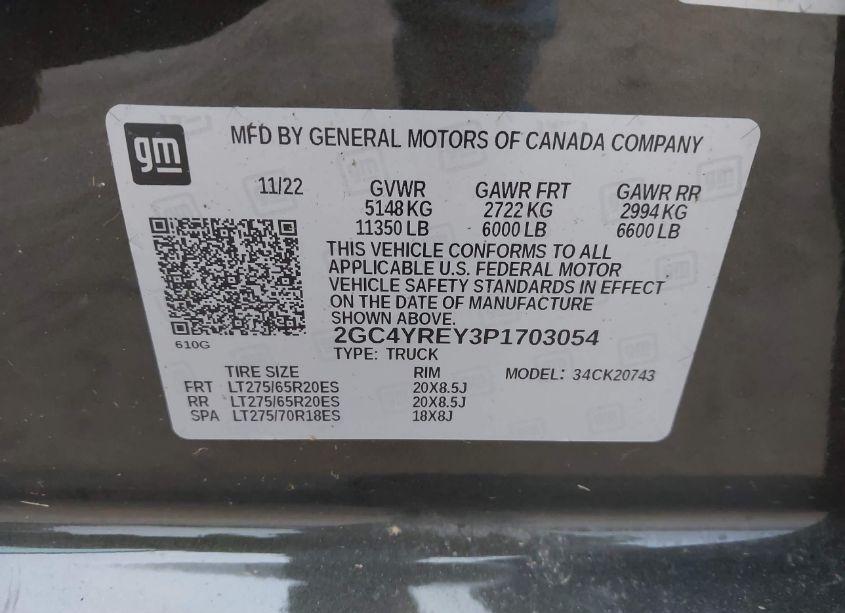 gm
MFD BY GENERAL MOTORS OF CANADA COMPANY
11/22 GVWR GAWR FRT GAWR RR
5148 KG 2722 KG 2994 KG
11350 LB 6000 LB 6600 LB
THIS VEHICLE CONFORMS TO ALL
APPLICABLE U.S. FEDERAL MOTOR
VEHICLE SAFETY STANDARDS IN EFFECT
ON THE DATE OF MANUFACTURE
SHOWN ABOVE.
2GC4YREY3P1703054
610G
TYPE: TRUCK
TIRE SIZE RIM MODEL: 34CK20743
FRT LT275/65R20ES 20X8.5J
RR LT275/65R20ES 20X8.5J
SPA LT275/70R18ES 18X8J